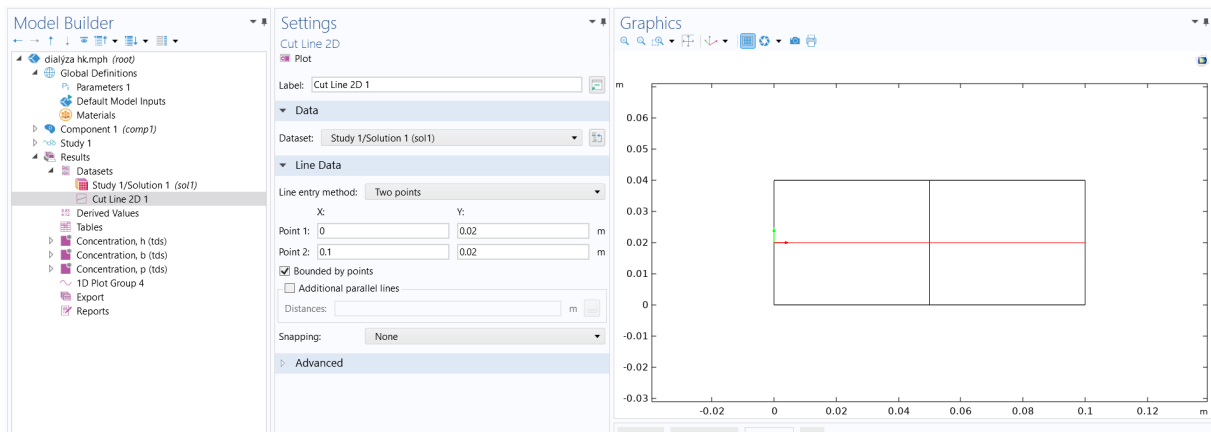 Model Builder
dialýza hk.mph (root)
Global Definitions
Pi Parameters 1
Default Model Inputs
Materials
Component 1 (comp1)
Study 1
Results
Datasets
Study 1/Solution 1 (sol1)
Cut Line 2D 1
Derived Values
Tables
Concentration, h (tds)
Concentration, b (tds)
Concentration, p (tds)
1D Plot Group 4
Export
Reports
Settings
Cut Line 2D
Plot
Label: Cut Line 2D 1
Data
Dataset: Study 1/Solution 1 (sol1)
Line Data
Line entry method: Two points
X: Y:
Point 1: 0 0.02 m
Point 2: 0.1 0.02 m
Bounded by points
Additional parallel lines
Distances: m
Snapping: None
Advanced
Graphics
m
0.06
0.05
0.04
0.03
0.02
0.01
0
-0.01
-0.02
-0.03
-0.02 0 0.02 0.04 0.06 0.08 0.1 0.12 m